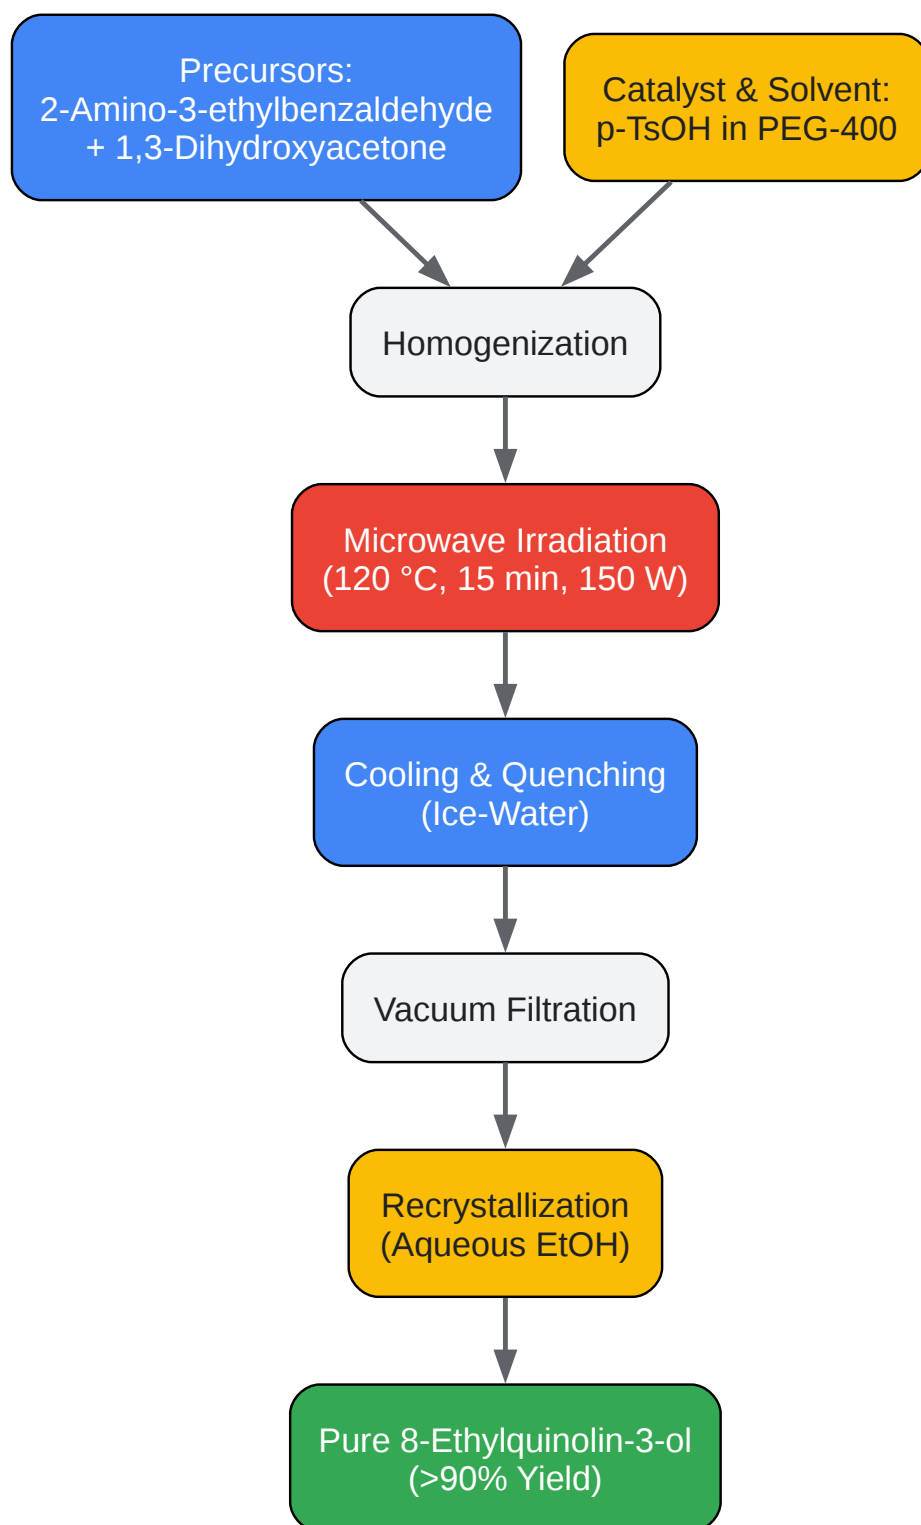 Precursors:
2-Amino-3-ethylbenzaldehyde
+ 1,3-Dihydroxyacetone
Catalyst & Solvent:
p-TsOH in PEG-400
Homogenization
Microwave Irradiation
(120 °C, 15 min, 150 W)
Cooling & Quenching
(Ice-Water)
Vacuum Filtration
Recrystallization
(Aqueous EtOH)
Pure 8-Ethylquinolin-3-ol
(>90% Yield)